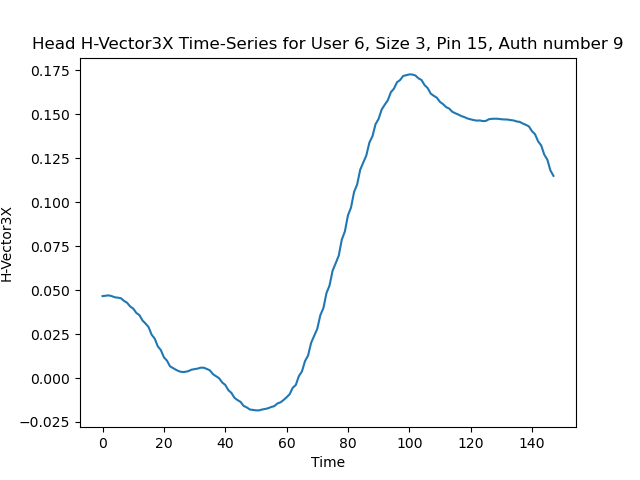 Head H-Vector3X Time-Series for User 6, Size 3, Pin 15, Auth number 9
0.175
0.150
0.125
0.100
0.075
0.050
0.025
0.000
−0.025
H-Vector3X
0 20 40 60 80 100 120 140
Time